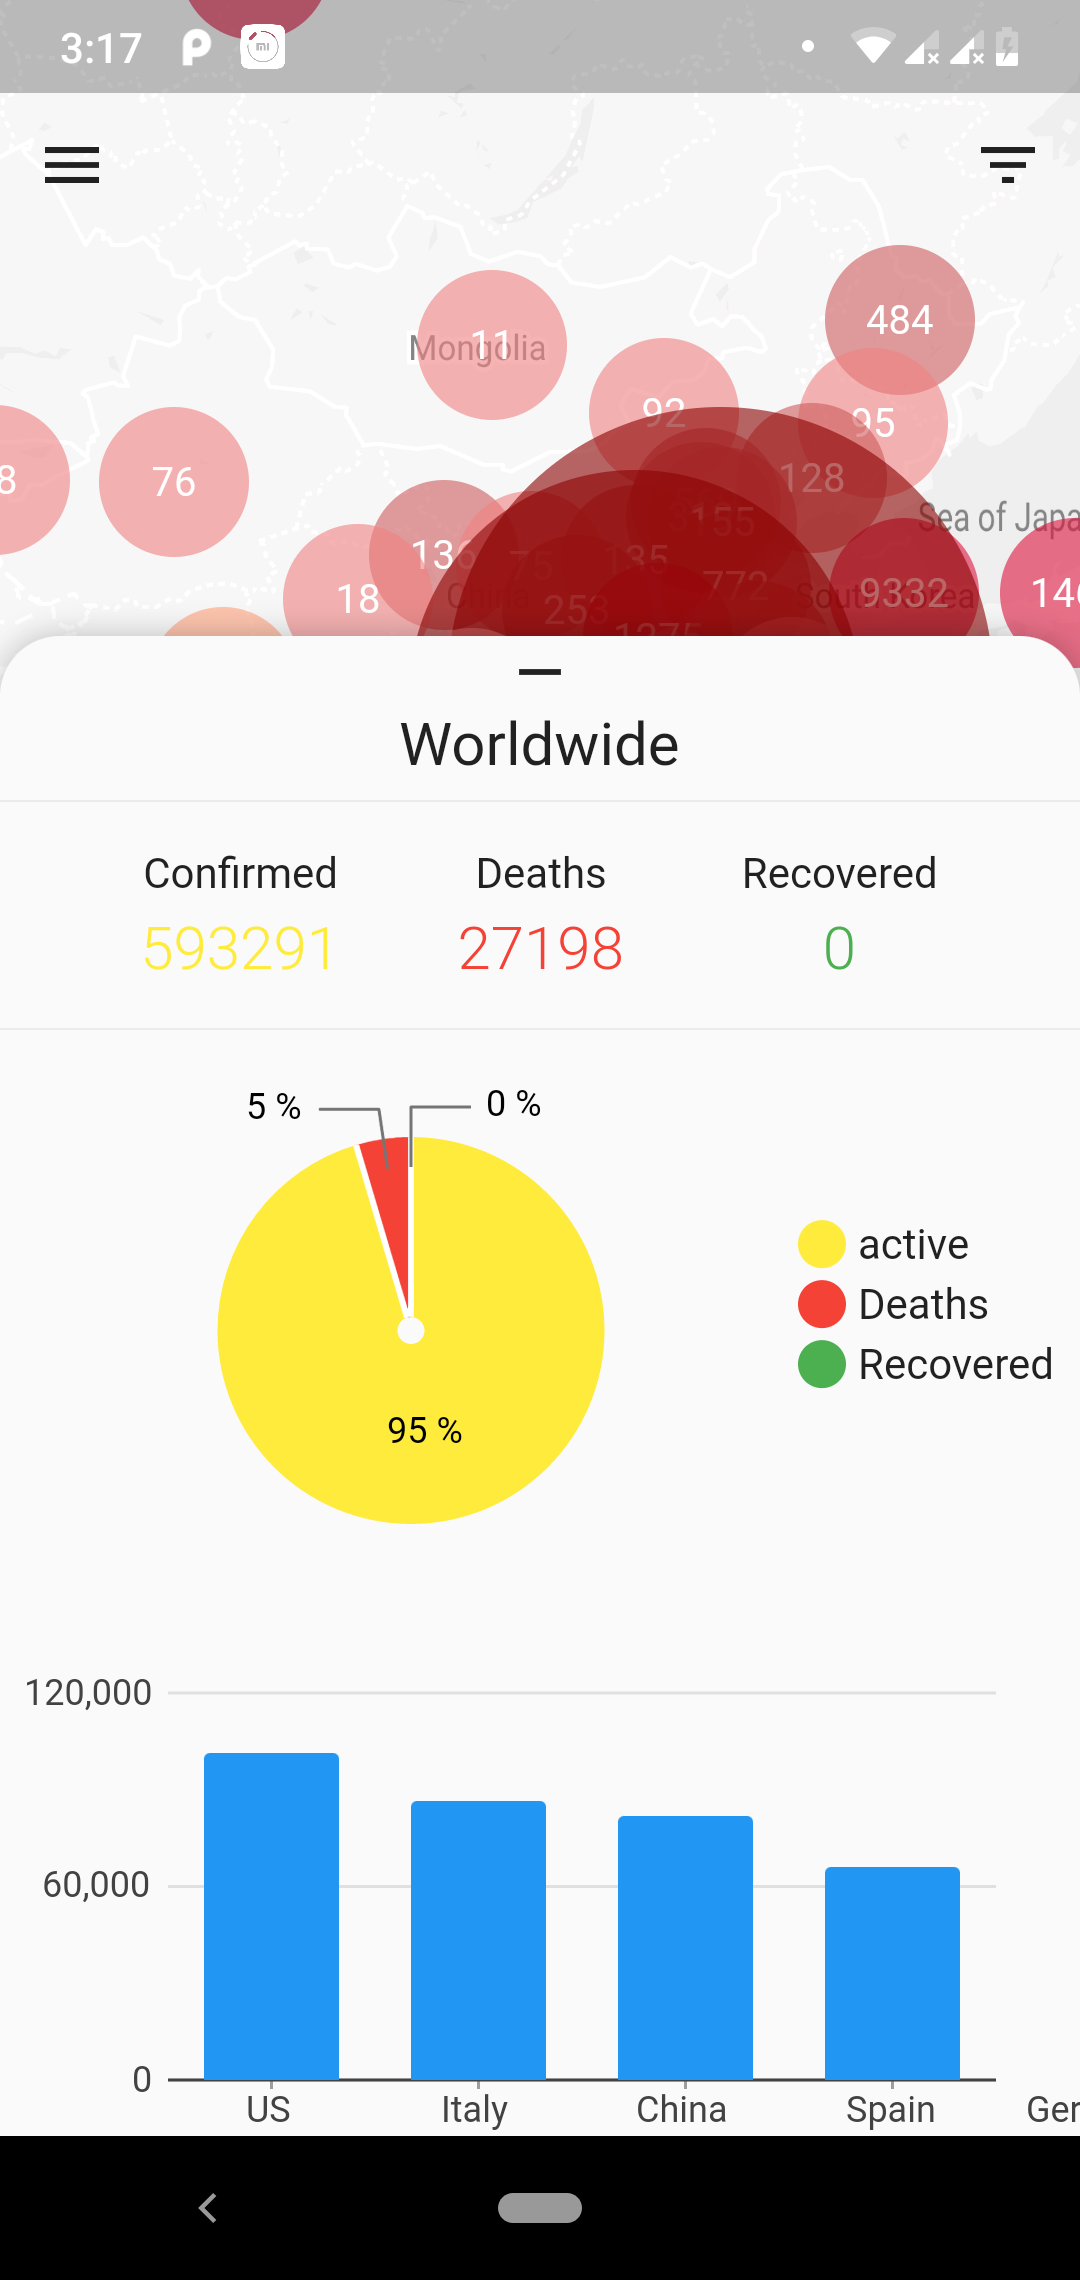 3:17
11
Mongolia
484
92
95
8
76
128
155
Sea of Japa
136
75
135
18
China
253
772
South Korea
9332
146
1275
Worldwide
Confirmed Deaths Recovered
593291 27198 0
5 % 0 %
95 %
active
Deaths
Recovered
120,000
60,000
0
US Italy China Spain Ger